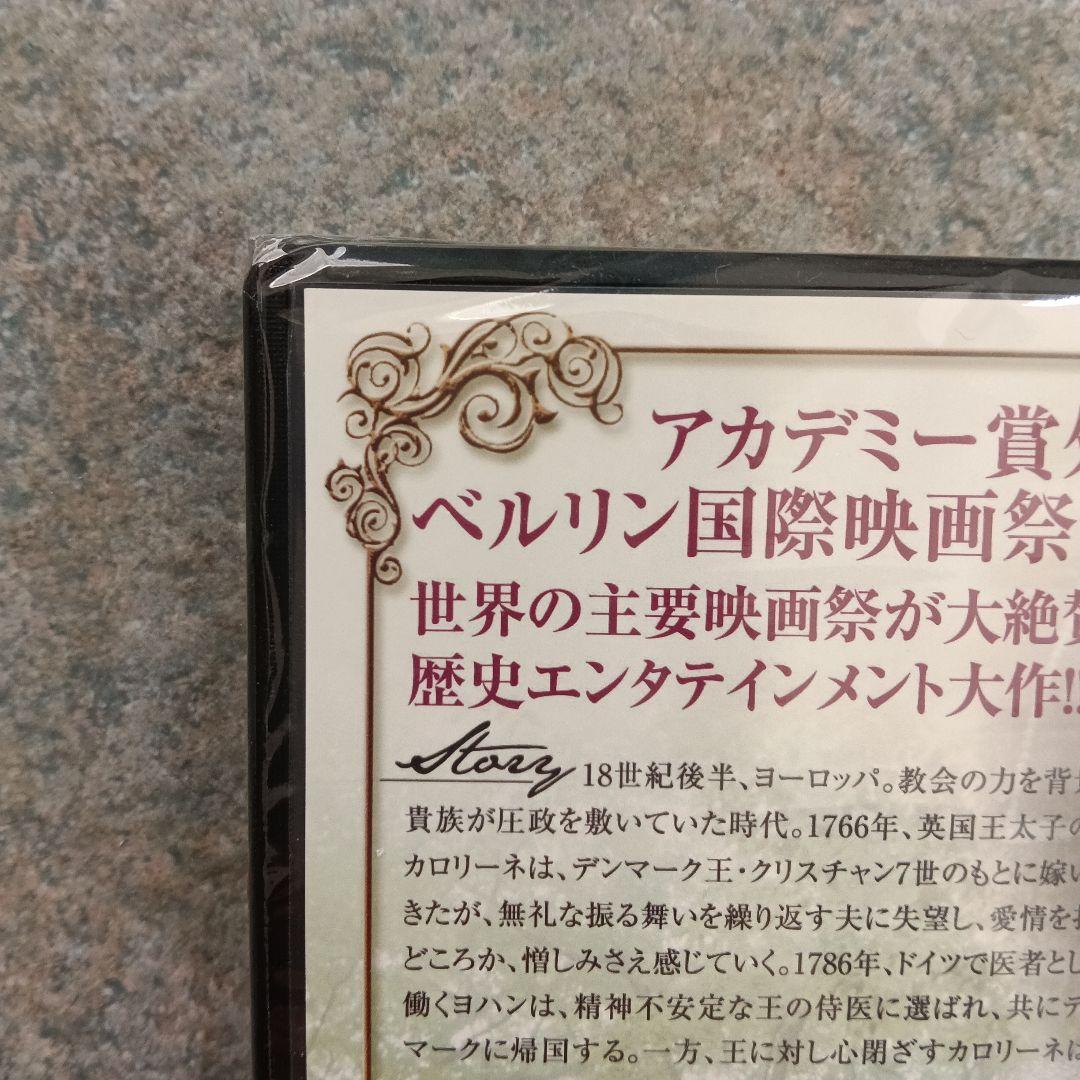 アカデミー賞
ベルリン国際映画祭
世界の主要映画祭が大絶賛
歴史エンタテインメント大作!!
Story 18世紀後半、ヨーロッパ。教会の力を背
貴族が圧政を敷いていた時代。1766年、英国王太子の
カロリーネは、デンマーク王・クリスチャン7世のもとに嫁い
きたが、無礼な振る舞いを繰り返す夫に失望し、愛情を
どころか、憎しみさえ感じていく。1786年、ドイツで医者とし
働くヨハンは、精神不安定な王の侍医に選ばれ、共にデ
マークに帰国する。一方、王に対し心閉ざすカロリーネは